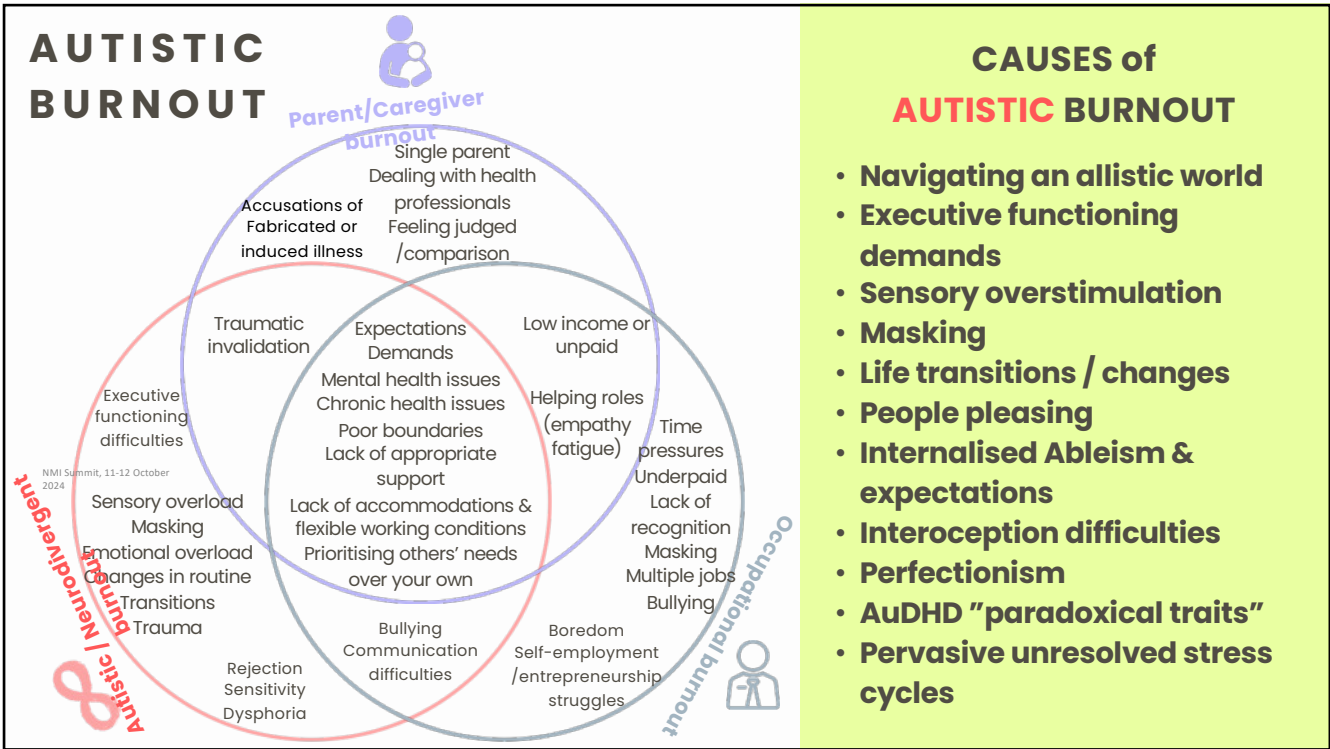 AUTISTIC
BURNOUT
Parent/Caregiver
burnout
Single parent
Dealing with health
professionals
Feeling judged
/comparison
Accusations of
Fabricated or
induced illness
Traumatic
invalidation
Expectations
Demands
Mental health issues
Chronic health issues
Poor boundaries
Lack of appropriate
support
Lack of accommodations &
flexible working conditions
Prioritising others’ needs
over your own
Low income or
unpaid
Helping roles
(empathy
fatigue)
Time
pressures
Underpaid
Lack of
recognition
Masking
Multiple jobs
Bullying
Executive
functioning
difficulties
NMI Summit, 11-12 October
2024
Sensory overload
Masking
Emotional overload
Changes in routine
Transitions
Trauma
Rejection
Sensitivity
Dysphoria
Autistic / Neurodivergent
burnout
Bullying
Communication
difficulties
Boredom
Self-employment
/entrepreneurship
struggles
Occupational burnout
CAUSES of
AUTISTIC BURNOUT
• Navigating an allistic world
• Executive functioning
demands
• Sensory overstimulation
• Masking
• Life transitions / changes
• People pleasing
• Internalised Ableism &
expectations
• Interoception difficulties
• Perfectionism
• AuDHD ”paradoxical traits”
• Pervasive unresolved stress
cycles